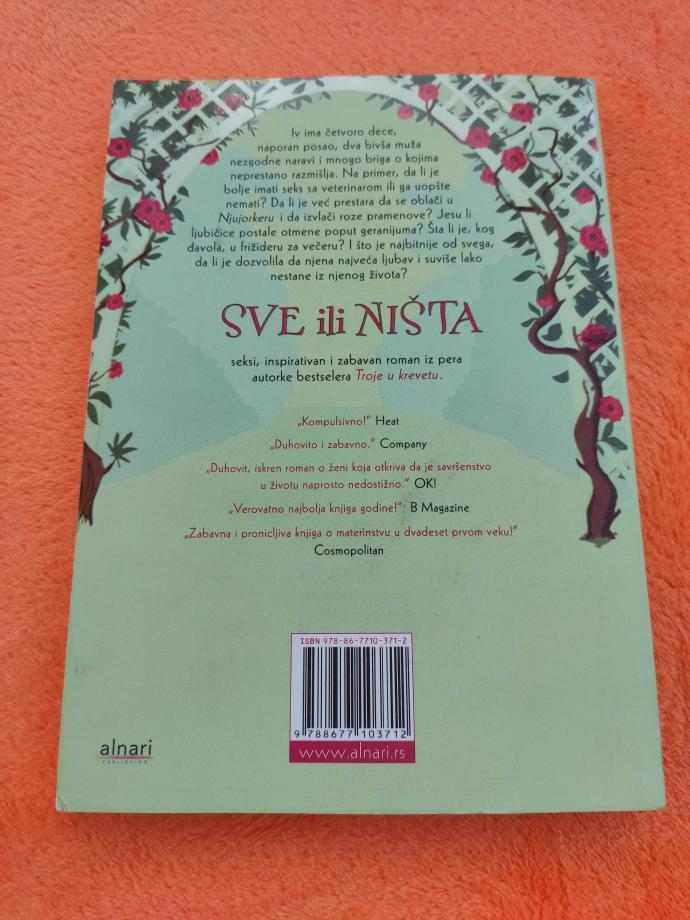 Iv ima četvoro dece,
naporan posao, dva bivša muža
nezgodne naravi i mnogo briga o kojima
neprestano razmišlja. Na primer, da li je
bolje imati seks sa veterinarom ili ga uopšte
nemati? Da li je već prestara da se oblači u
Njujorkeru i da izvlači roze pramenove? Jesu li
ljubičice postale otmene poput geranijuma? Šta li je, kog
đavola, u frižideru za večeru? I što je najbitnije od svega,
da li je dozvolila da njena najveća ljubav i suviše lako
nestane iz njenog života?
SVE ili NIŠTA
seksi, inspirativan i zabavan roman iz pera
autorke bestselera Troje u krevetu.
„Kompulsivno!” Heat
„Duhovito i zabavno.” Company
„Duhovit, iskren roman o ženi koja otkriva da je savršenstvo
u životu naprosto nedostižno.” OK!
„Verovatno najbolja knjiga godine!” B Magazine
„Zabavna i pronicljiva knjiga o materinstvu u dvadeset prvom veku!”
Cosmopolitan
ISBN 978-86-7710-371-2
9 788677 103712
www.alnari.rs
alnari
PUBLISHING